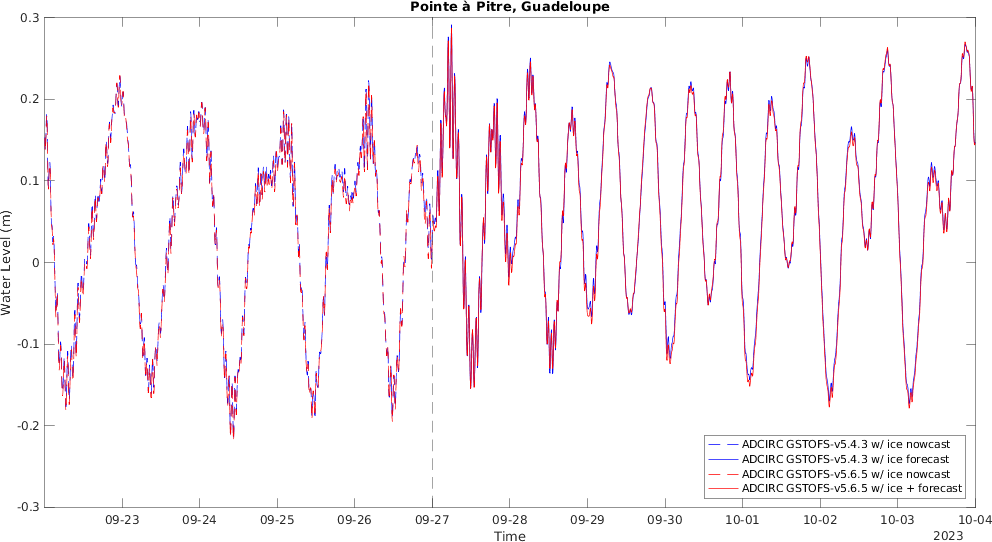 Pointe à Pitre, Guadeloupe
0.3
0.2
0.1
0
-0.1
-0.2
-0.3
Water Level (m)
ADCIRC GSTOFS-v5.4.3 w/ ice nowcast
ADCIRC GSTOFS-v5.4.3 w/ ice forecast
ADCIRC GSTOFS-v5.6.5 w/ ice nowcast
ADCIRC GSTOFS-v5.6.5 w/ ice + forecast
09-23 09-24 09-25 09-26 09-27 09-28 09-29 09-30 10-01 10-02 10-03 10-04
Time
2023